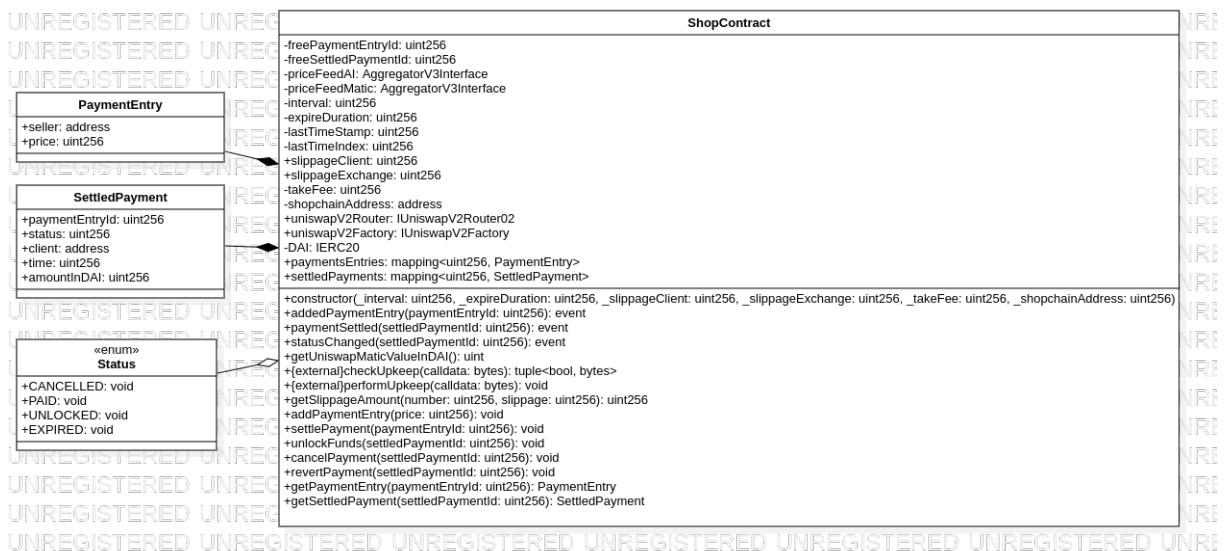 UNREGISTERED UNREG
PaymentEntry
+seller: address
+price: uint256
SettledPayment
+paymentEntryId: uint256
+status: uint256
+client: address
+time: uint256
+amountInDAI: uint256
«enum»
Status
+CANCELLED: void
+PAID: void
+UNLOCKED: void
+EXPIRED: void
ShopContract
-freePaymentEntryId: uint256
-freeSettledPaymentId: uint256
-priceFeedAI: AggregatorV3Interface
-priceFeedMatic: AggregatorV3Interface
-interval: uint256
-expireDuration: uint256
-lastTimeStamp: uint256
-lastTimeIndex: uint256
+slippageClient: uint256
+slippageExchange: uint256
-takeFee: uint256
-shopchainAddress: address
+uniswapV2Router: IUniswapV2Router02
+uniswapV2Factory: IUniswapV2Factory
-DAI: IERC20
+paymentsEntries: mapping<uint256, PaymentEntry>
+settledPayments: mapping<uint256, SettledPayment>
+constructor(_interval: uint256, _expireDuration: uint256, _slippageClient: uint256, _slippageExchange: uint256, _takeFee: uint256, _shopchainAddress: uint256)
+addedPaymentEntry(paymentEntryId: uint256): event
+paymentSettled(settledPaymentId: uint256): event
+statusChanged(settledPaymentId: uint256): event
+getUniswapMaticValueInDAI(): uint
+{external}checkUpkeep(calldata: bytes): tuple<bool, bytes>
+{external}performUpkeep(calldata: bytes): void
+getSlippageAmount(number: uint256, slippage: uint256): uint256
+addPaymentEntry(price: uint256): void
+settlePayment(paymentEntryId: uint256): void
+unlockFunds(settledPaymentId: uint256): void
+cancelPayment(settledPaymentId: uint256): void
+revertPayment(settledPaymentId: uint256): void
+getPaymentEntry(paymentEntryId: uint256): PaymentEntry
+getSettledPayment(settledPaymentId: uint256): SettledPayment
UNREGISTERED UNREGISTERED UNREGISTERED UNREGISTERED UNREGISTERED UNREGISTERED UNRE